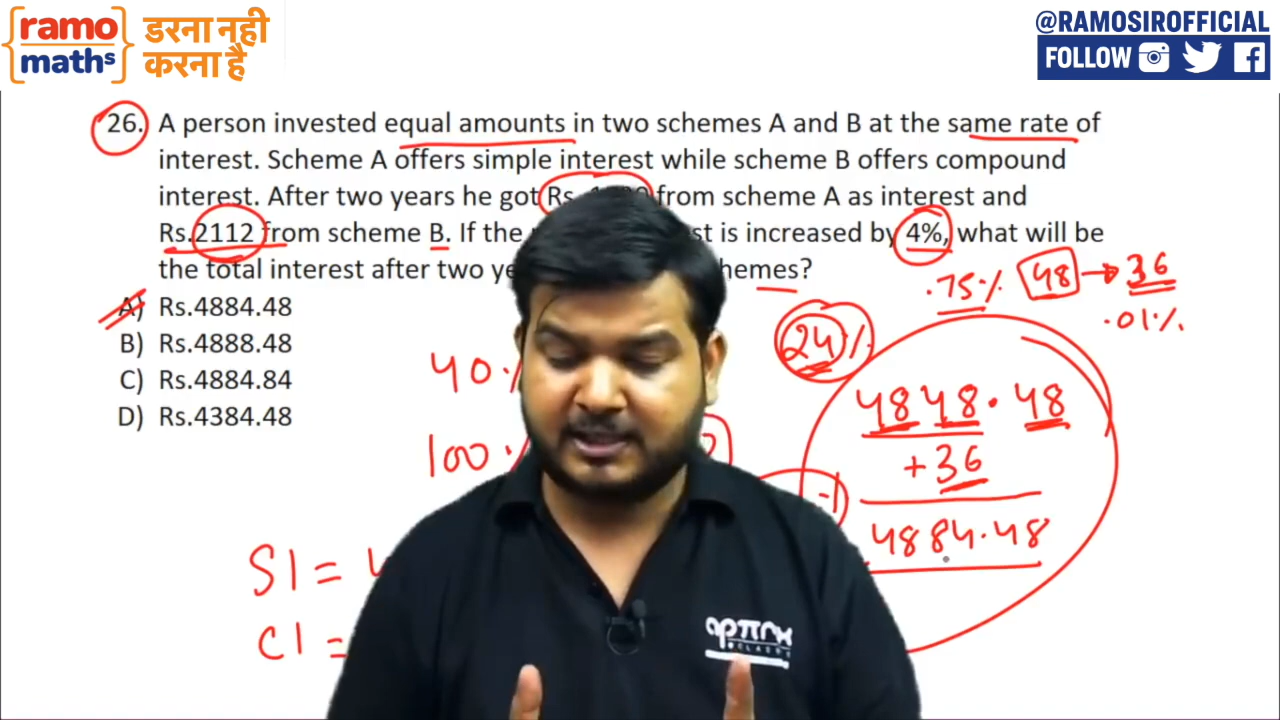 ramo
maths
डरना नही
करना है
@RAMOSIROFFICIAL
FOLLOW
26. A person invested equal amounts in two schemes A and B at the same rate of
interest. Scheme A offers simple interest while scheme B offers compound
interest. After two years he got Rs. from scheme A as interest and
Rs.2112 from scheme B. If the is increased by 4%, what will be
the total interest after two
A) Rs.4884.48
B) Rs.4888.48
C) Rs.4884.84
D) Rs.4384.48
.75% 48 → 36
.01%
24%
40%
100%
4848.48
+36
-1
4884.48
SI = 4
CI =
apπrx
CLASSES